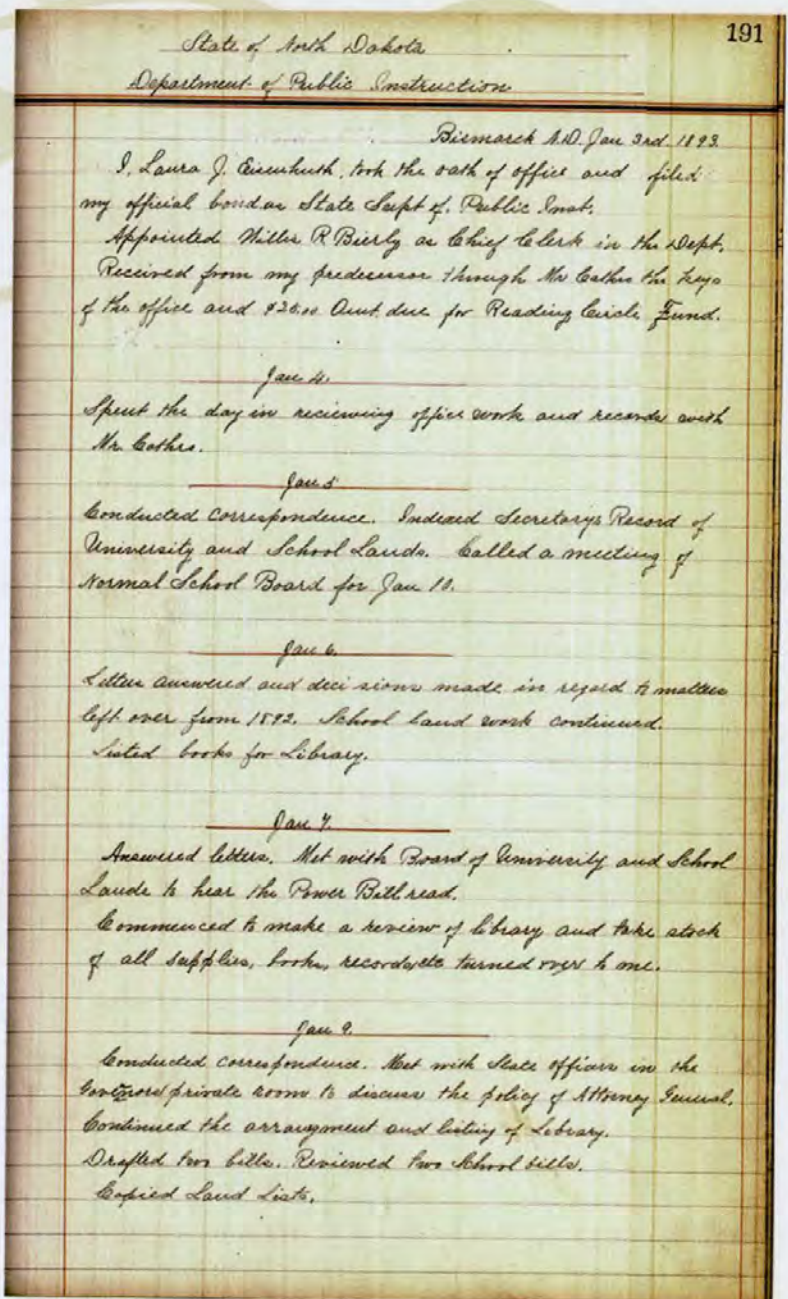 191
State of North Dakota
Department of Public Instruction
Bismarck N.D. Jan 3rd 1893.
I, Laura J. Eisenhuth, took the oath of office and filed
my official bond as State Supt of. Public Inst.
Appointed Willis R Bierly as Chief Clerk in the Dept.
Received from my predecessor through Mr Cathro the keys
of the office and Amt. due for Reading Circle Fund.
Jan 4.
Spent the day in reviewing office work and records with
Mr. Cathro.
Jan 5
Conducted correspondence. Indexed Secretarys Record of
University and School Lands. Called a meeting of
Normal School Board for Jan 10.
Jan 6.
Letters answered and decisions made in regard to matters
left over from 1892. School land work continued.
Listed books for Library.
Jan 7.
Answered letters. Met with Board of University and School
Lands to hear the Power Bill read.
Commenced to make a review of library and take stock
of all supplies, books, records etc turned over to me.
Jan 9.
Conducted correspondence. Met with State officers in the
Governors private room to discuss the policy of Attorney General.
Continued the arrangment and listing of Library.
Drafted two bills. Reviewed two School bills.
Copied Land Lists.